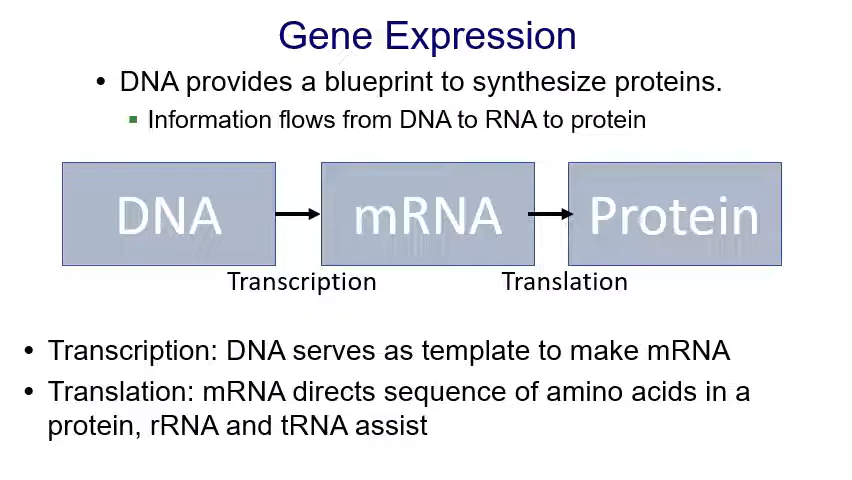 Gene Expression
• DNA provides a blueprint to synthesize proteins.
▪ Information flows from DNA to RNA to protein
DNA mRNA Protein
Transcription Translation
• Transcription: DNA serves as template to make mRNA
• Translation: mRNA directs sequence of amino acids in a
protein, rRNA and tRNA assist